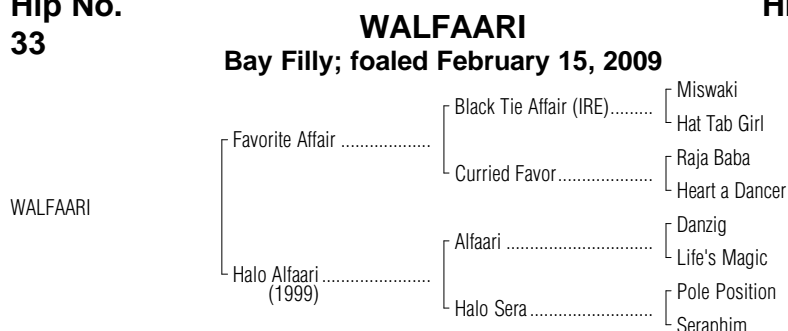 Hip No.
33
WALFAARI
Hi
Bay Filly; foaled February 15, 2009
Miswaki
Black Tie Affair (IRE).........
Hat Tab Girl
Favorite Affair ...................
Raja Baba
Curried Favor....................
Heart a Dancer
WALFAARI
Danzig
Alfaari ...............................
Life's Magic
Halo Alfaari.......................
(1999)
Pole Position
Halo Sera..........................
Seraphim